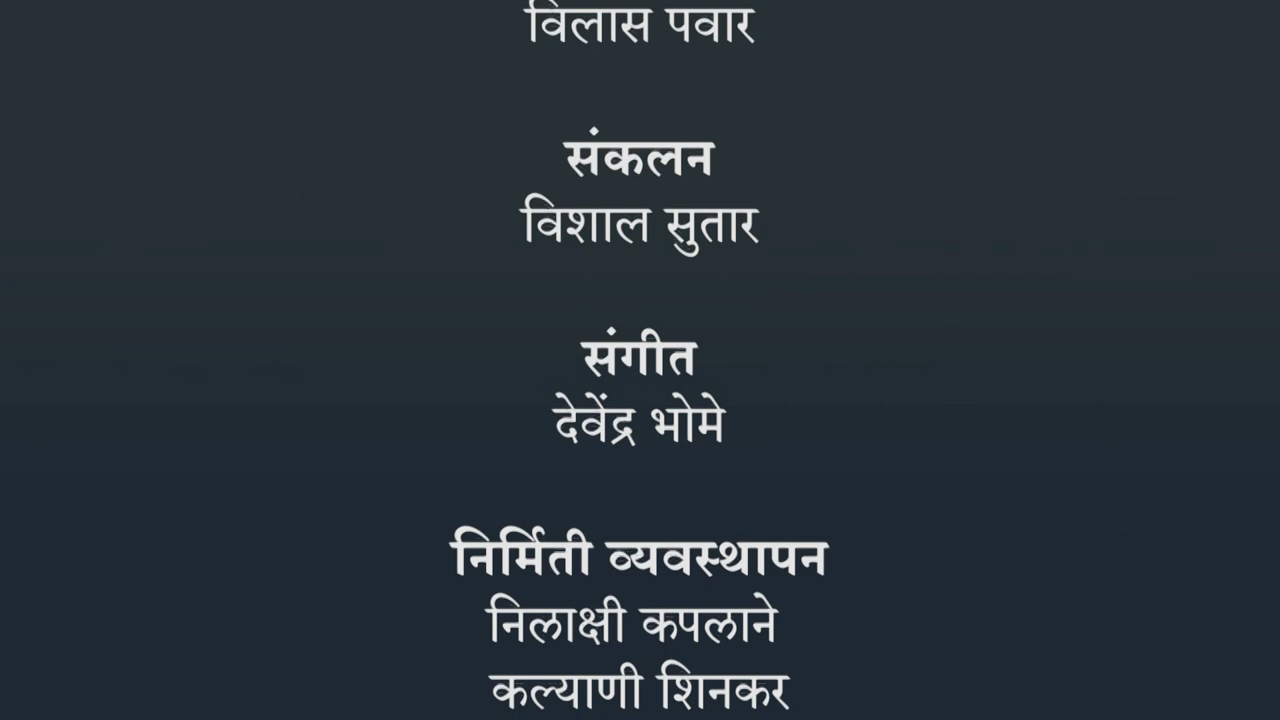 विलास पवार
संकलन
विशाल सुतार
संगीत
देवेंद्र भोमे
निर्मिती व्यवस्थापन
निलाक्षी कपलाने
कल्याणी शिनकर